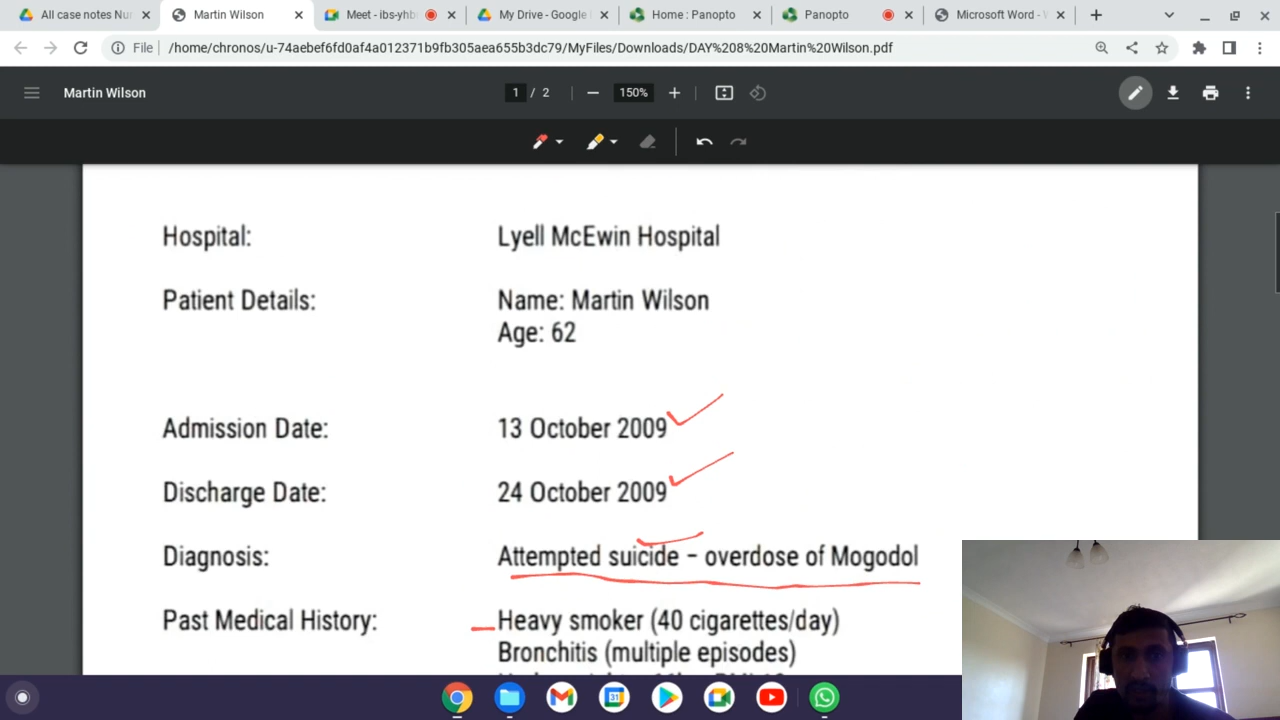 All case notes Nur
Martin Wilson
Meet - ibs-yhb
My Drive - Google
Home : Panopto
Panopto
Microsoft Word -
File /home/chronos/u-74aebef6fd0af4a012371b9fb305aea655b3dc79/MyFiles/Downloads/DAY%208%20Martin%20Wilson.pdf
Martin Wilson
1 / 2
150%
Hospital: Lyell McEwin Hospital
Patient Details: Name: Martin Wilson
Age: 62
Admission Date: 13 October 2009
Discharge Date: 24 October 2009
Diagnosis: Attempted suicide – overdose of Mogodol
Past Medical History: Heavy smoker (40 cigarettes/day)
Bronchitis (multiple episodes)
31